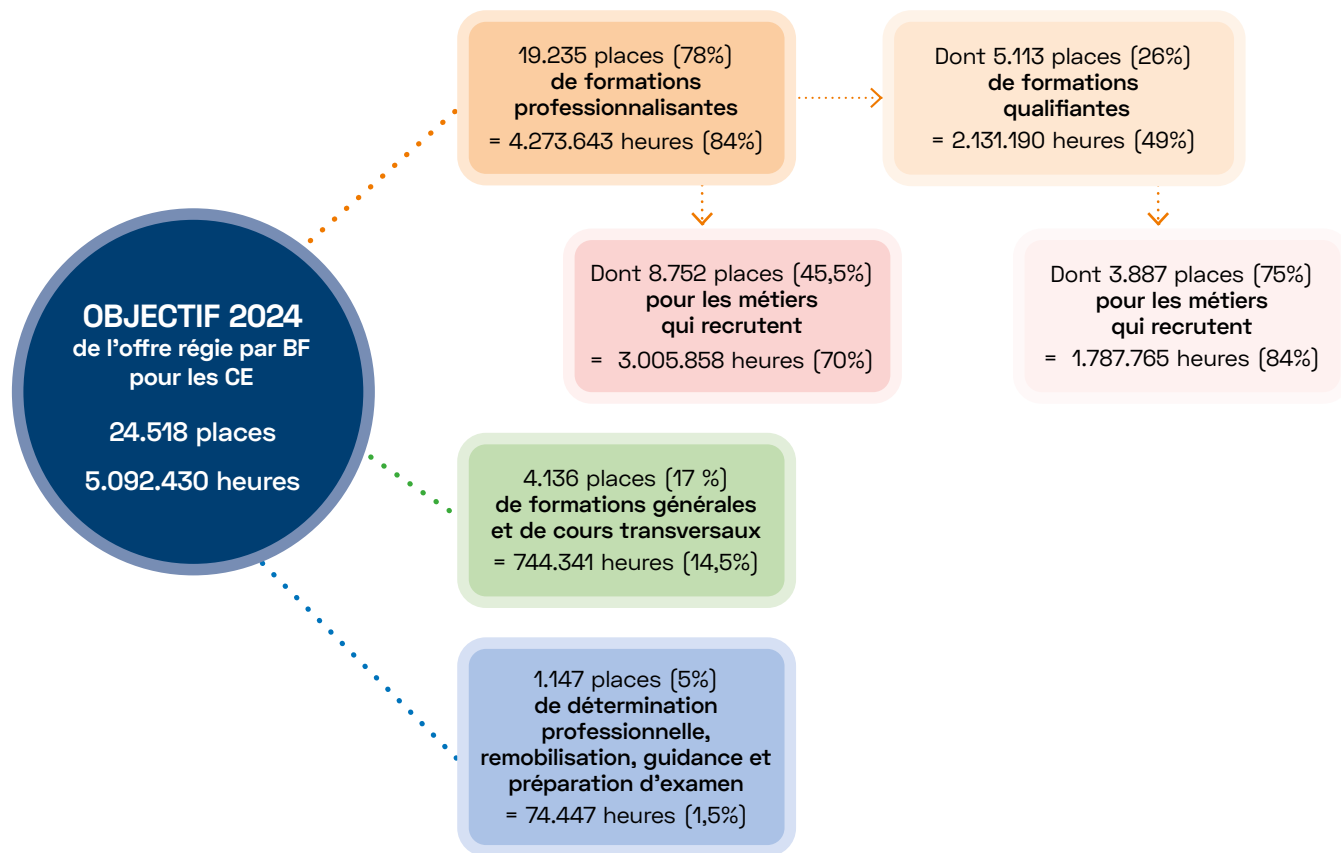 OBJECTIF 2024
de l'offre régie par BF
pour les CE
24.518 places
5.092.430 heures
19.235 places (78%)
de formations
professionnalisantes
= 4.273.643 heures (84%)
Dont 5.113 places (26%)
de formations
qualifiantes
= 2.131.190 heures (49%)
Dont 8.752 places (45,5%)
pour les métiers
qui recrutent
= 3.005.858 heures (70%)
Dont 3.887 places (75%)
pour les métiers
qui recrutent
= 1.787.765 heures (84%)
4.136 places (17 %)
de formations générales
et de cours transversaux
= 744.341 heures (14,5%)
1.147 places (5%)
de détermination
professionnelle,
remobilisation, guidance et
préparation d'examen
= 74.447 heures (1,5%)